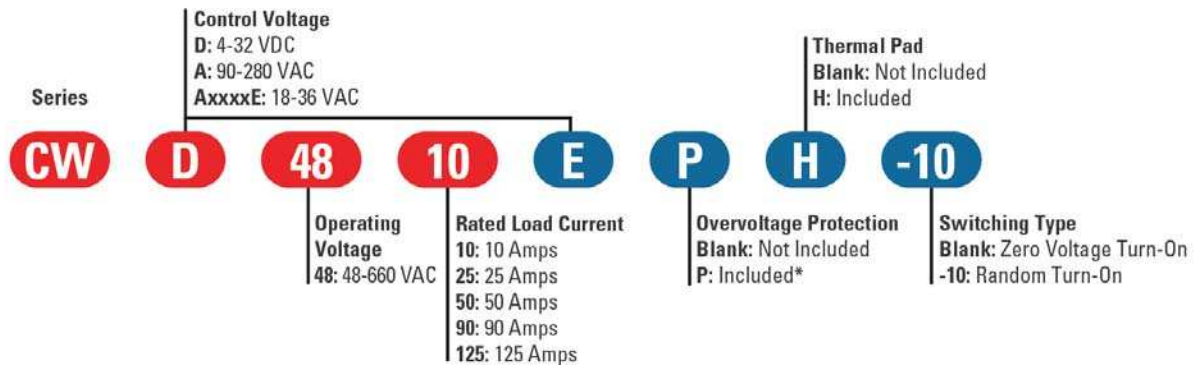 Control Voltage
D: 4-32 VDC
A: 90-280 VAC
AxxxxE: 18-36 VAC
Thermal Pad
Blank: Not Included
H: Included
Series
CW
D
48
10
E
P
H
-10
Operating
Voltage
48: 48-660 VAC
Rated Load Current
10: 10 Amps
25: 25 Amps
50: 50 Amps
90: 90 Amps
125: 125 Amps
Overvoltage Protection
Blank: Not Included
P: Included*
Switching Type
Blank: Zero Voltage Turn-On
-10: Random Turn-On